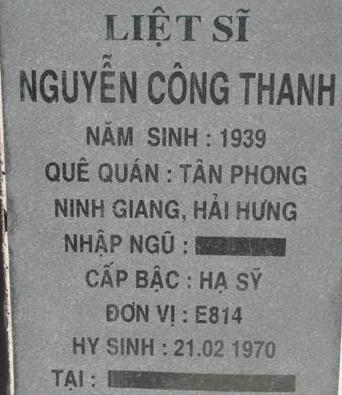 LIỆT SĨ
NGUYỄN CÔNG THANH
NĂM SINH : 1939
QUÊ QUÁN : TÂN PHONG
NINH GIANG, HẢI HƯNG
NHẬP NGŨ :
CẤP BẬC : HẠ SỸ
ĐƠN VỊ : E814
HY SINH : 21.02 1970
TẠI :